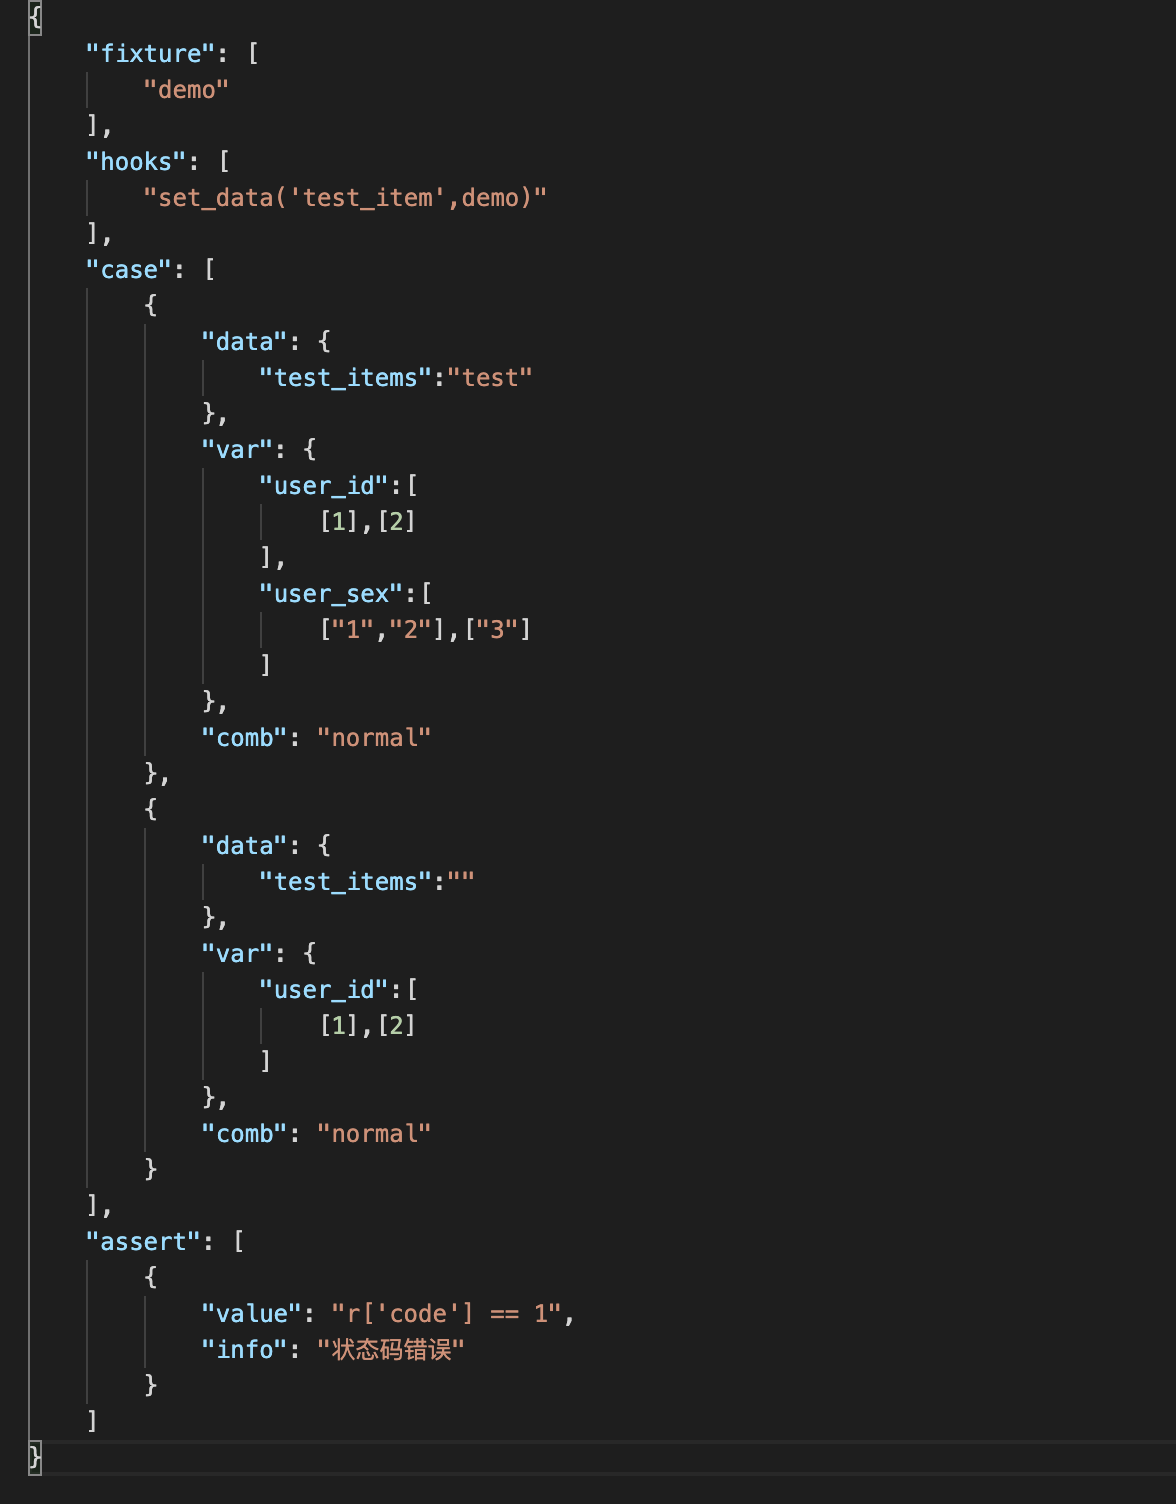 {
    "fixture": [
        "demo"
    ],
    "hooks": [
        "set_data('test_item',demo)"
    ],
    "case": [
        {
            "data": {
                "test_items":"test"
            },
            "var": {
                "user_id":[
                    [1],[2]
                ],
                "user_sex":[
                    ["1","2"],["3"]
                ]
            },
            "comb": "normal"
        },
        {
            "data": {
                "test_items":""
            },
            "var": {
                "user_id":[
                    [1],[2]
                ]
            },
            "comb": "normal"
        }
    ],
    "assert": [
        {
            "value": "r['code'] == 1",
            "info": "状态码错误"
        }
    ]
}